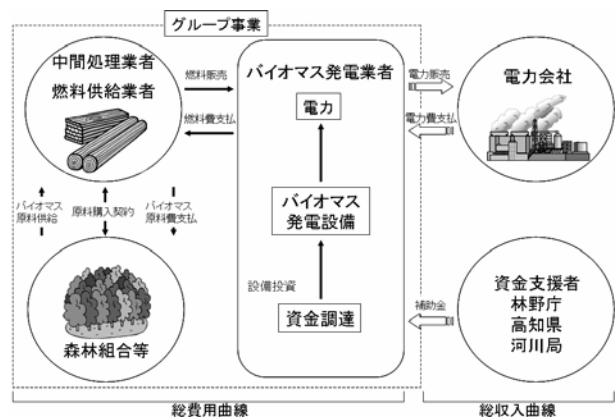 グループ事業
中間処理業者
燃料供給業者
燃料販売
燃料費支払
バイオマス発電業者
電力
電力販売
電力費支払
電力会社
バイオマス
原料供給
原料購入契約
バイオマス
原料費支払
バイオマス
発電設備
設備投資
資金調達
森林組合等
補助金
資金支援者
林野庁
高知県
河川局
総費用曲線
総収入曲線